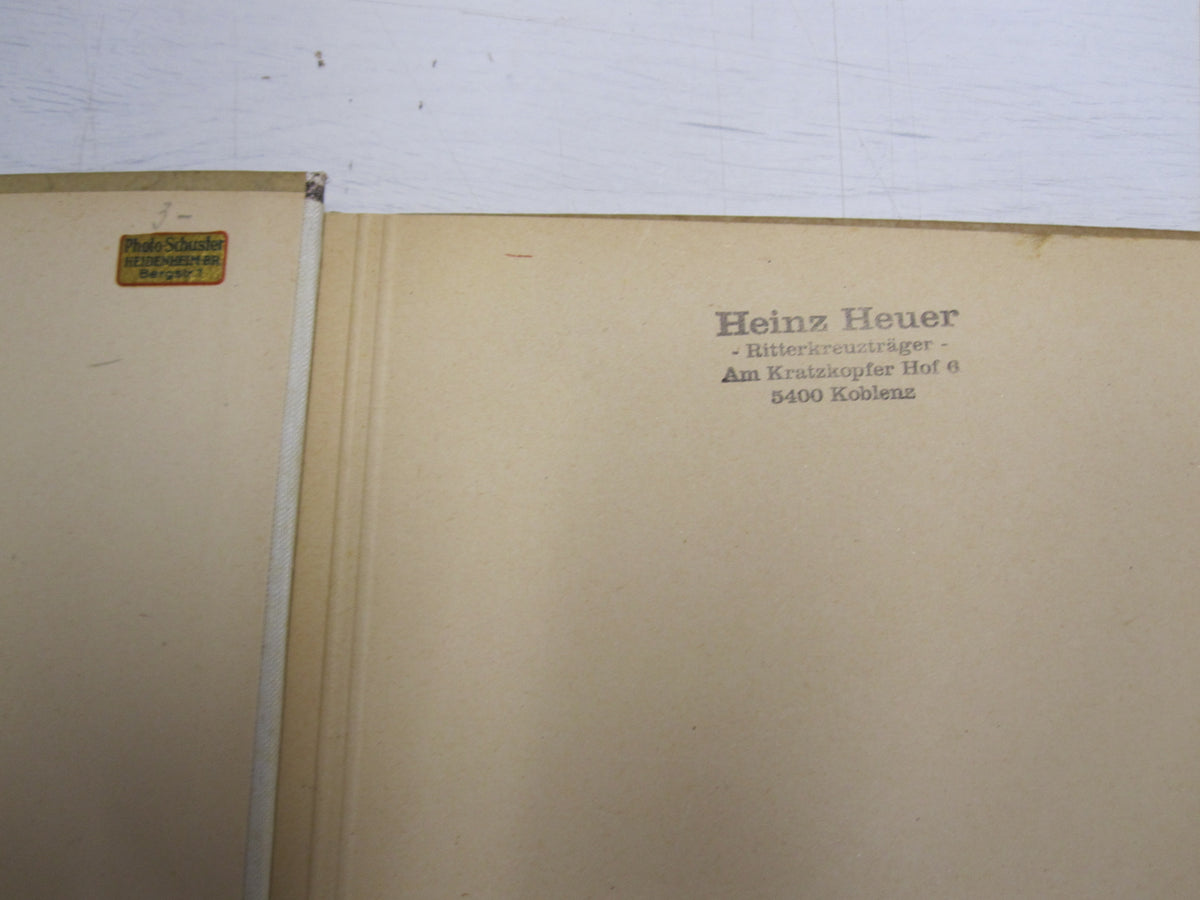 3-
Photo-Schuster
HEIDENHEIM-BR.
Bergstr. 1
Heinz Heuer
- Ritterkreuzträger -
Am Kratzkopfer Hof 6
5400 Koblenz